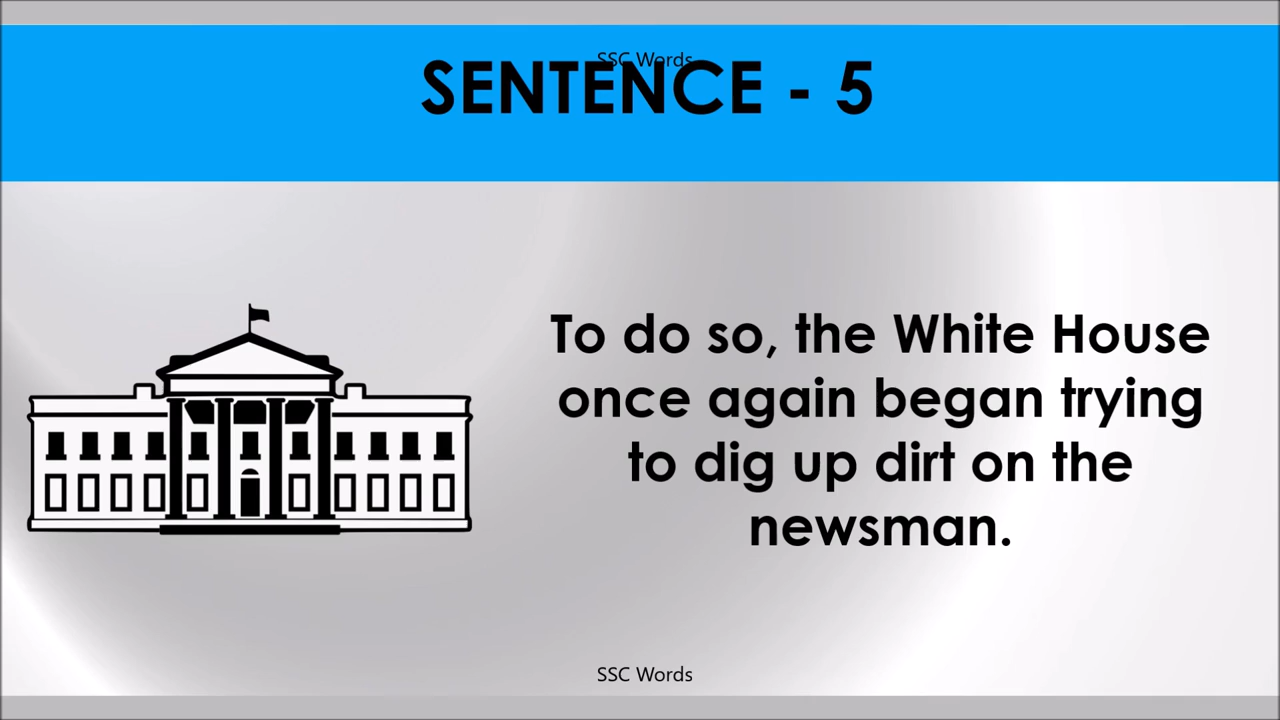 SSC Words
SENTENCE - 5
To do so, the White House
once again began trying
to dig up dirt on the
newsman.
SSC Words